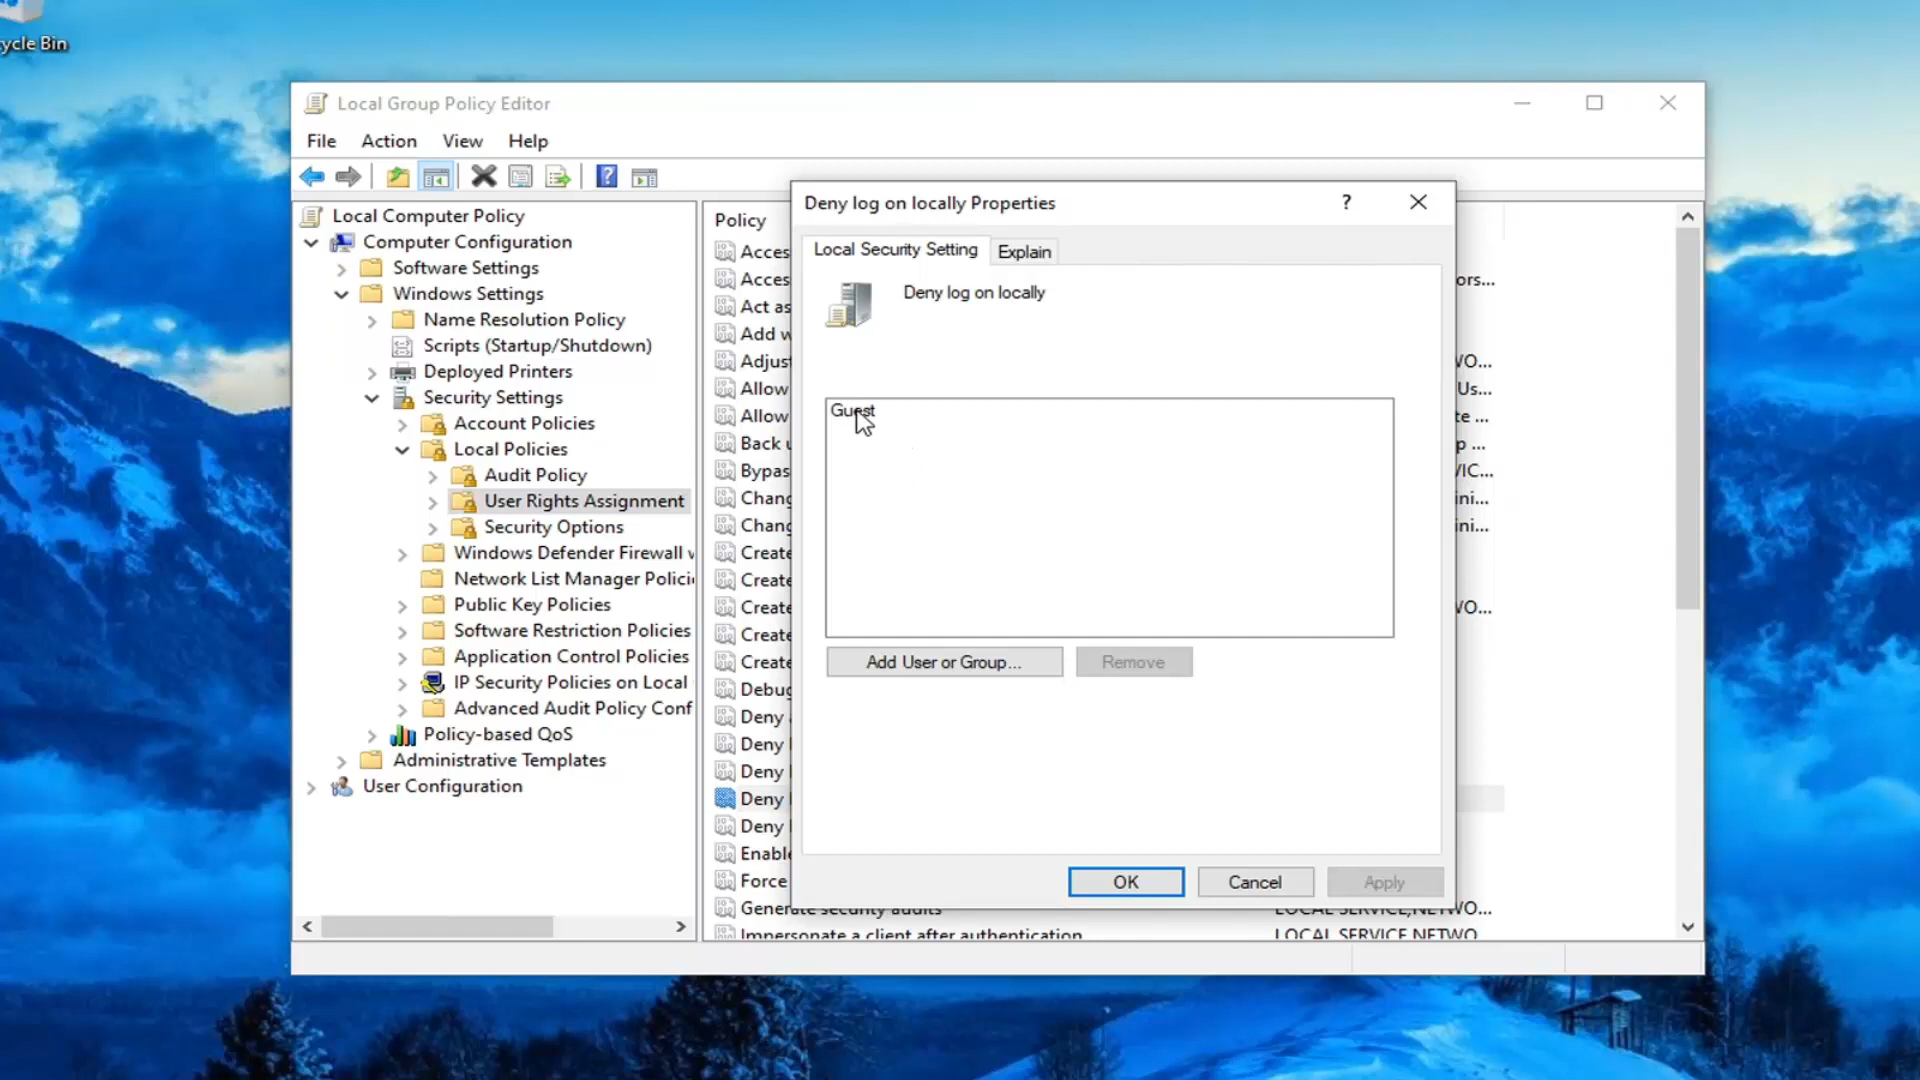 ycle Bin
Local Group Policy Editor
File Action View Help
Local Computer Policy
Computer Configuration
Software Settings
Windows Settings
Name Resolution Policy
Scripts (Startup/Shutdown)
Deployed Printers
Security Settings
Account Policies
Local Policies
Audit Policy
User Rights Assignment
Security Options
Windows Defender Firewall w
Network List Manager Polici
Public Key Policies
Software Restriction Policies
Application Control Policies
IP Security Policies on Local
Advanced Audit Policy Conf
Policy-based QoS
Administrative Templates
User Configuration
Policy
Acces
Acces
ors...
Act as
Add w
Adjust
WO...
Allow
Us...
Allow
te ...
Back u
p ...
Bypas
VIC...
Chang
ini...
Chang
ini...
Create
Create
Create
WO...
Create
Create
Debug
Deny a
Deny l
Deny l
Deny l
Deny l
Enable
Force
Generate security audits LOCAL SERVICE,NETWO...
Impersonate a client after authentication LOCAL SERVICE,NETWO
Deny log on locally Properties
?
Local Security Setting
Explain
Deny log on locally
Guest
Add User or Group...
Remove
OK
Cancel
Apply